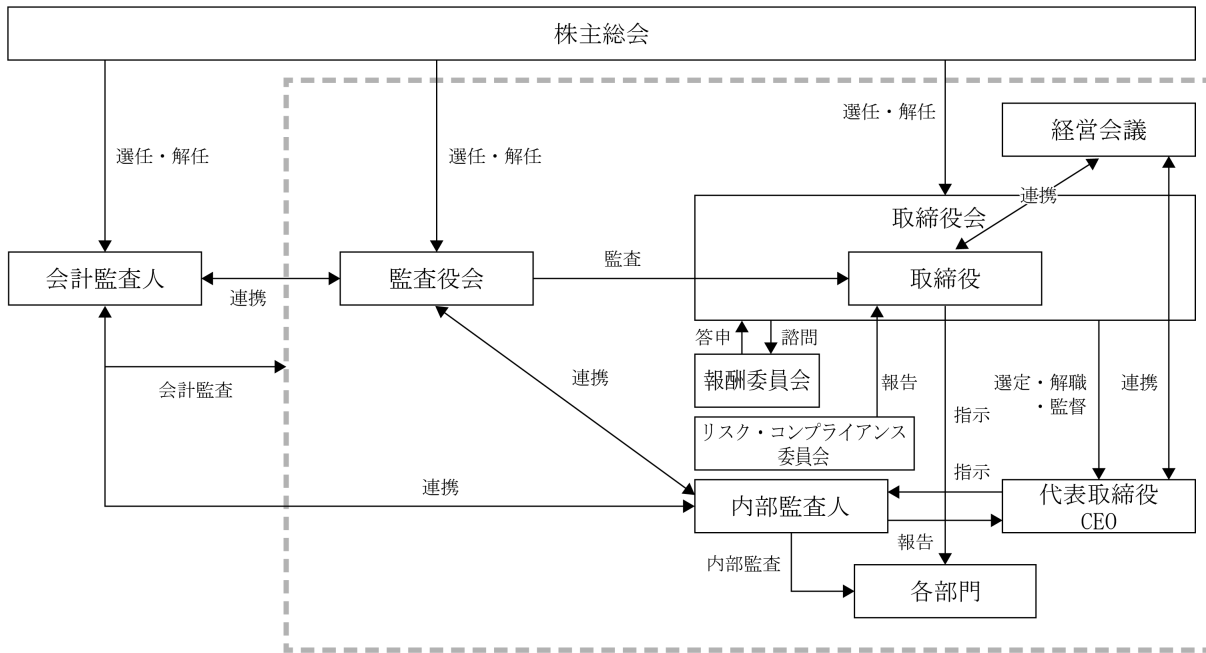 株主総会
選任・解任
経営会議
選任・解任
選任・解任
連携
取締役会
会計監査人
監査役会
監査
取締役
連携
答申
諮問
会計監査
連携
報酬委員会
報告
選定・解職
・監督
連携
指示
リスク・コンプライアンス
委員会
指示
連携
内部監査人
代表取締役
CEO
報告
内部監査
各部門